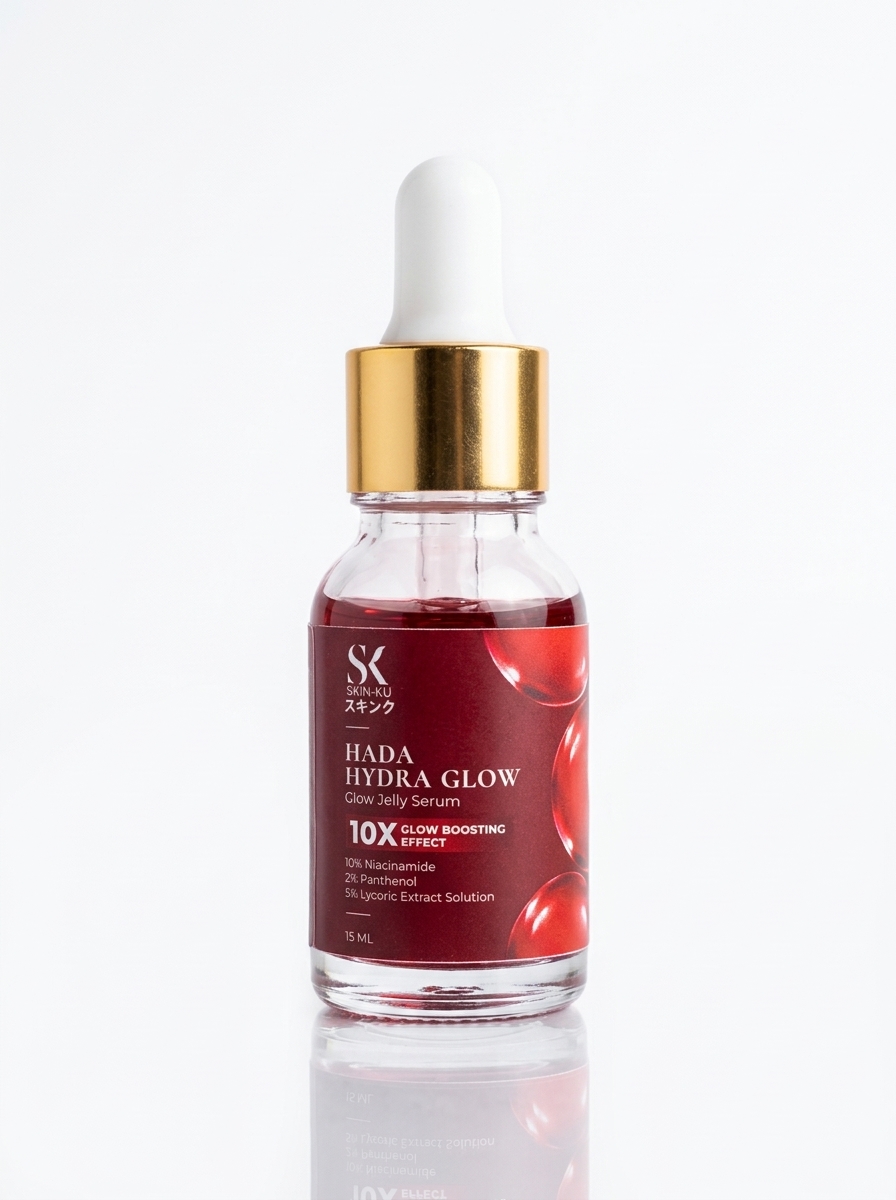 SK
SKIN-KU
スキンク
HADA
HYDRA GLOW
Glow Jelly Serum
10X GLOW BOOSTING
EFFECT
10% Niacinamide
2% Panthenol
5% Lycoric Extract Solution
15 ML